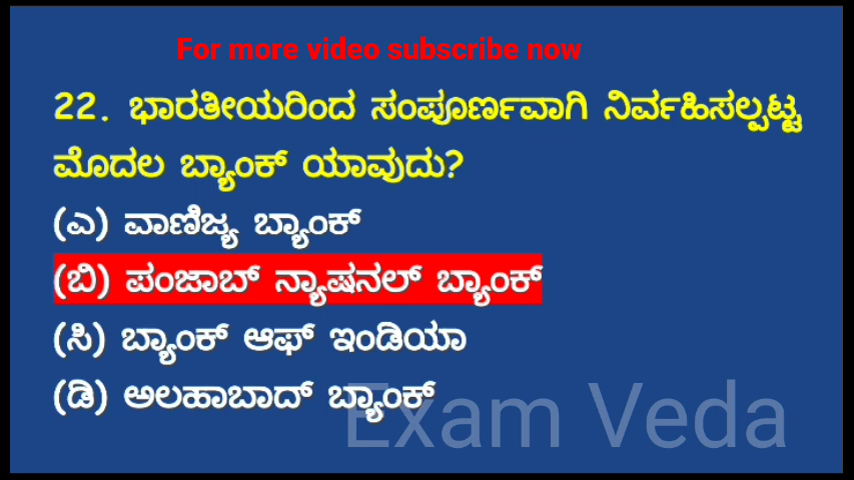 For more video subscribe now
22. ಭಾರತೀಯರಿಂದ ಸಂಪೂರ್ಣವಾಗಿ ನಿರ್ವಹಿಸಲ್ಪಟ್ಟ
ಮೊದಲ ಬ್ಯಾಂಕ್ ಯಾವುದು?
(ಎ) ವಾಣಿಜ್ಯ ಬ್ಯಾಂಕ್
(ಬಿ) ಪಂಜಾಬ್ ನ್ಯಾಷನಲ್ ಬ್ಯಾಂಕ್
(ಸಿ) ಬ್ಯಾಂಕ್ ಆಫ್ ಇಂಡಿಯಾ
(ಡಿ) ಅಲಹಾಬಾದ್ ಬ್ಯಾಂಕ್
Exam Veda